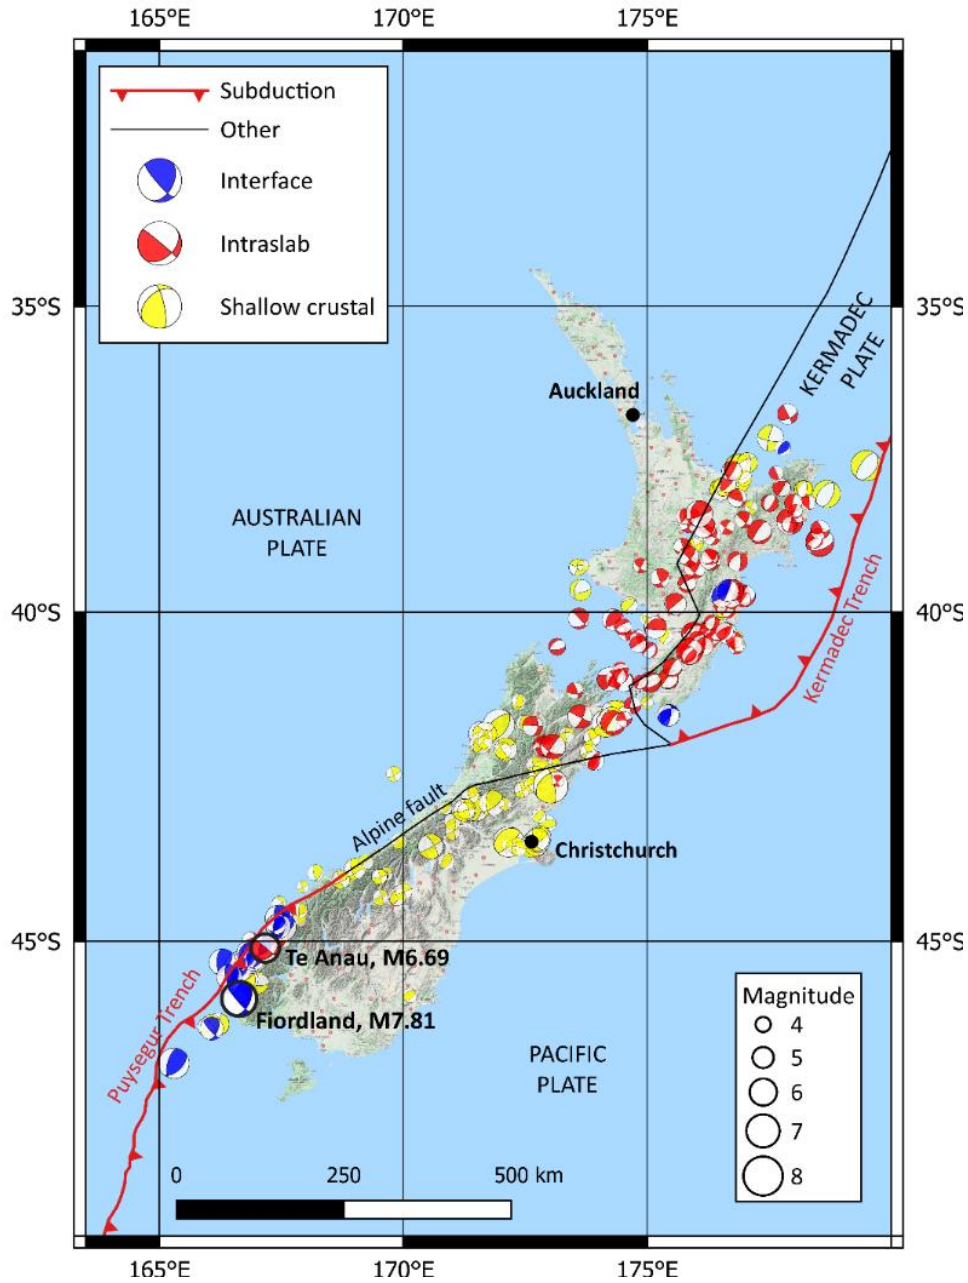 165°E
170°E
175°E
Subduction
Other
Interface
Intraslab
Shallow crustal
35°S
35°S
KERMADEC
PLATE
Auckland
AUSTRALIAN
PLATE
40°S
40°S
Kermadec Trench
Alpine fault
Christchurch
45°S
45°S
Te Anau, M6.69
Fiordland, M7.81
Puysegur Trench
PACIFIC
PLATE
Magnitude
4
5
6
7
8
0
250
500 km
165°E
170°E
175°E